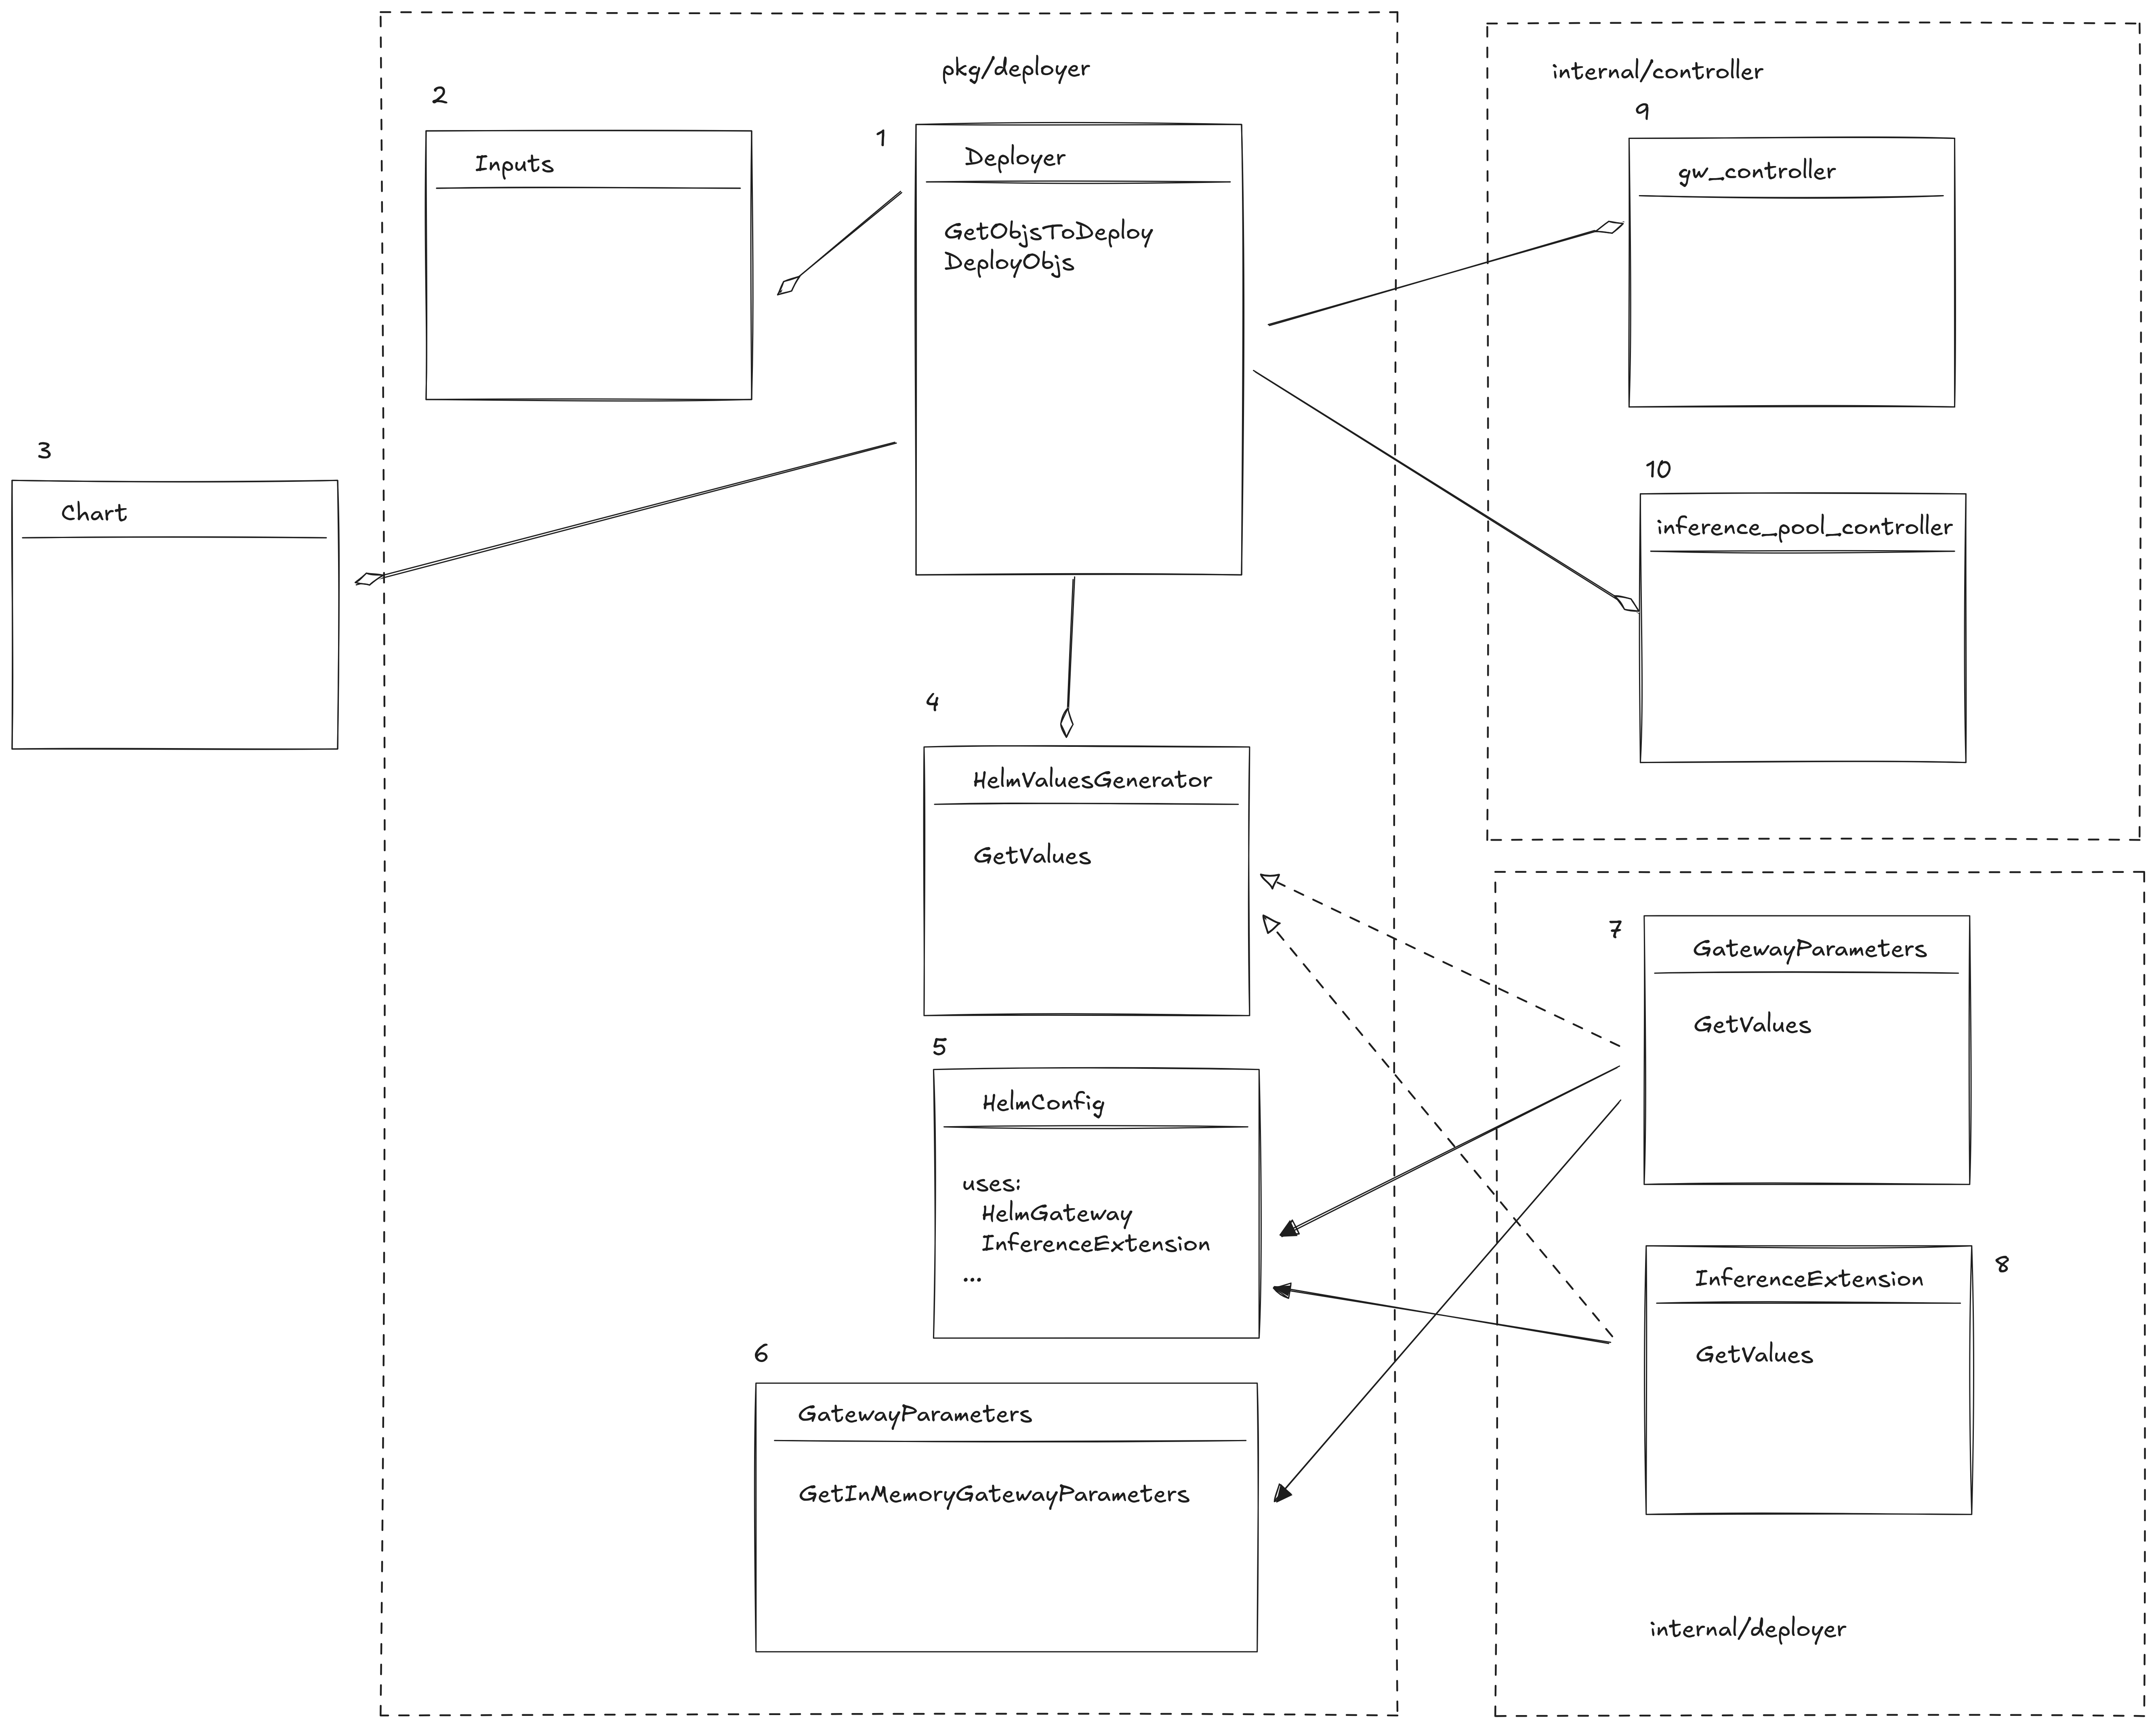 pkg/deployer
2
Inputs
1
Deployer
GetObjsToDeploy
DeployObjs
3
Chart
4
HelmValuesGenerator
GetValues
5
HelmConfig
uses:
HelmGateway
InferenceExtension
...
6
GatewayParameters
GetInMemoryGatewayParameters
internal/controller
9
gw_controller
10
inference_pool_controller
7
GatewayParameters
GetValues
InferenceExtension
8
GetValues
internal/deployer